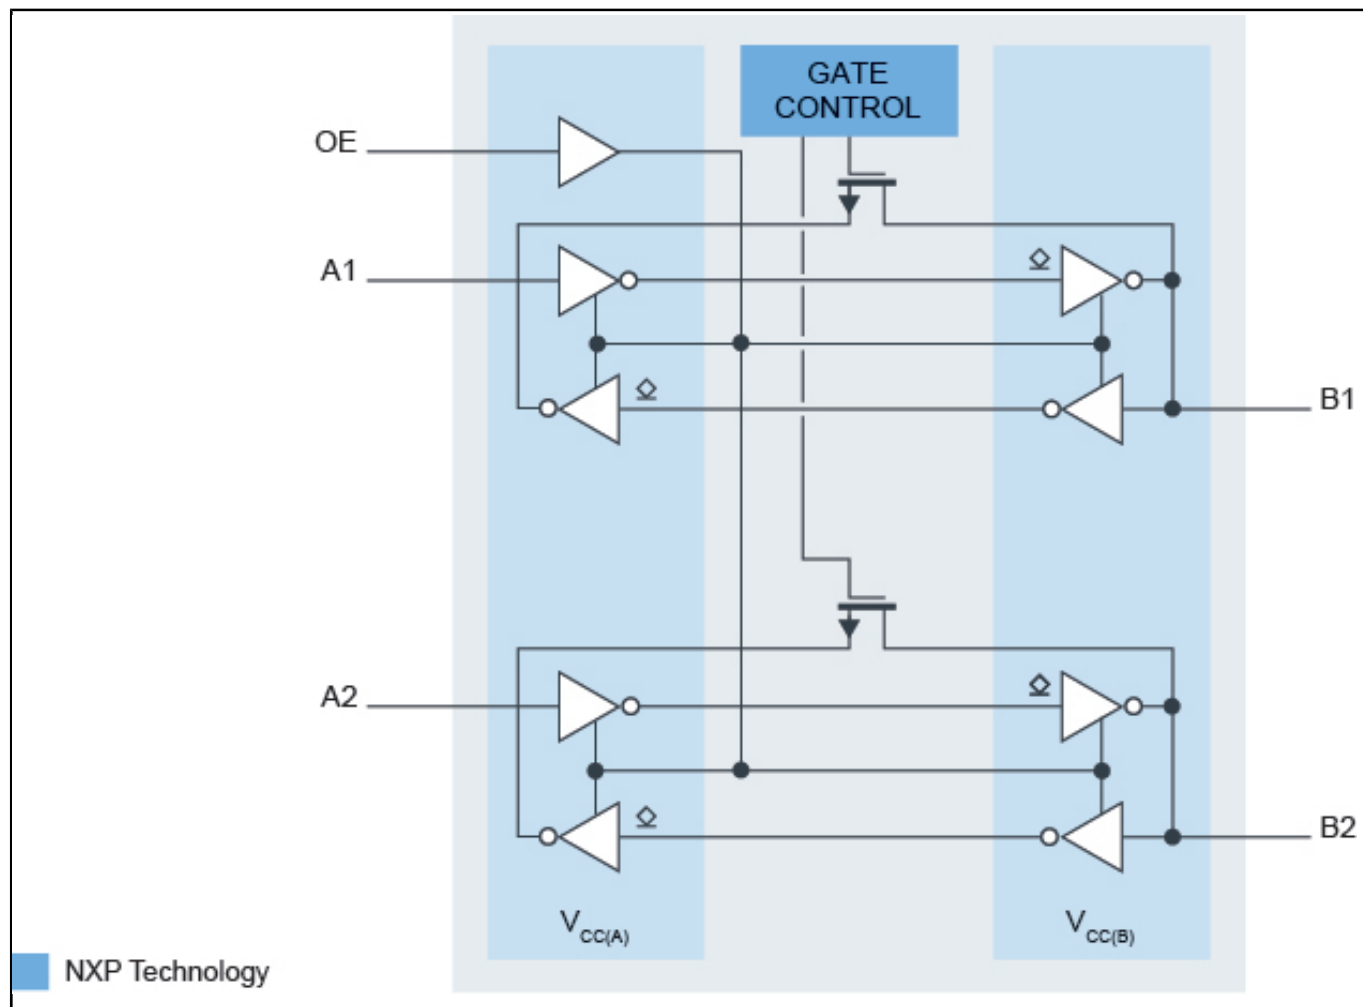 GATE
CONTROL
OE
A1
B1
A2
B2
VCC(A)
VCC(B)
NXP Technology